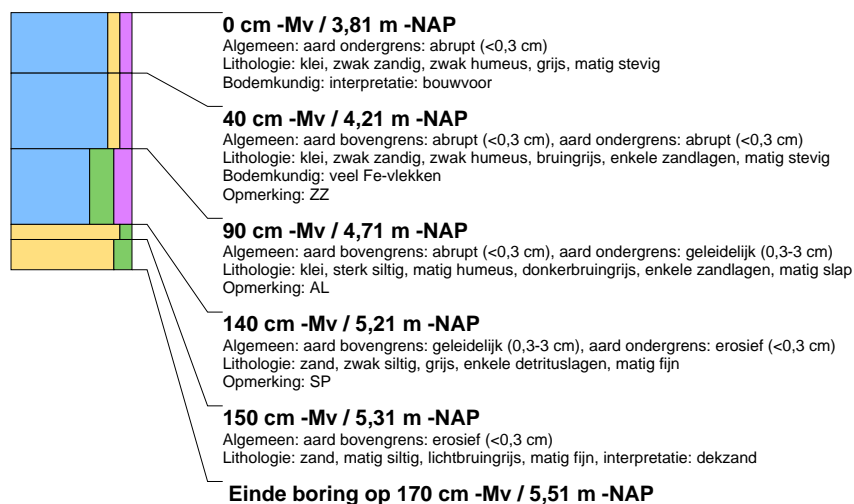 0 cm -Mv / 3,81 m -NAP
Algemeen: aard ondergrens: abrupt (<0,3 cm)
Lithologie: klei, zwak zandig, zwak humeus, grijs, matig stevig
Bodemkundig: interpretatie: bouwvoor
40 cm -Mv / 4,21 m -NAP
Algemeen: aard bovengrens: abrupt (<0,3 cm), aard ondergrens: abrupt (<0,3 cm)
Lithologie: klei, zwak zandig, zwak humeus, bruingrijs, enkele zandlagen, matig stevig
Bodemkundig: veel Fe-vlekken
Opmerking: ZZ
90 cm -Mv / 4,71 m -NAP
Algemeen: aard bovengrens: abrupt (<0,3 cm), aard ondergrens: geleidelijk (0,3-3 cm)
Lithologie: klei, sterk siltig, matig humeus, donkerbruingrijs, enkele zandlagen, matig slap
Opmerking: AL
140 cm -Mv / 5,21 m -NAP
Algemeen: aard bovengrens: geleidelijk (0,3-3 cm), aard ondergrens: erosief (<0,3 cm)
Lithologie: zand, zwak siltig, grijs, enkele detrituslagen, matig fijn
Opmerking: SP
150 cm -Mv / 5,31 m -NAP
Algemeen: aard bovengrens: erosief (<0,3 cm)
Lithologie: zand, matig siltig, lichtbruingrijs, matig fijn, interpretatie: dekzand
Einde boring op 170 cm -Mv / 5,51 m -NAP